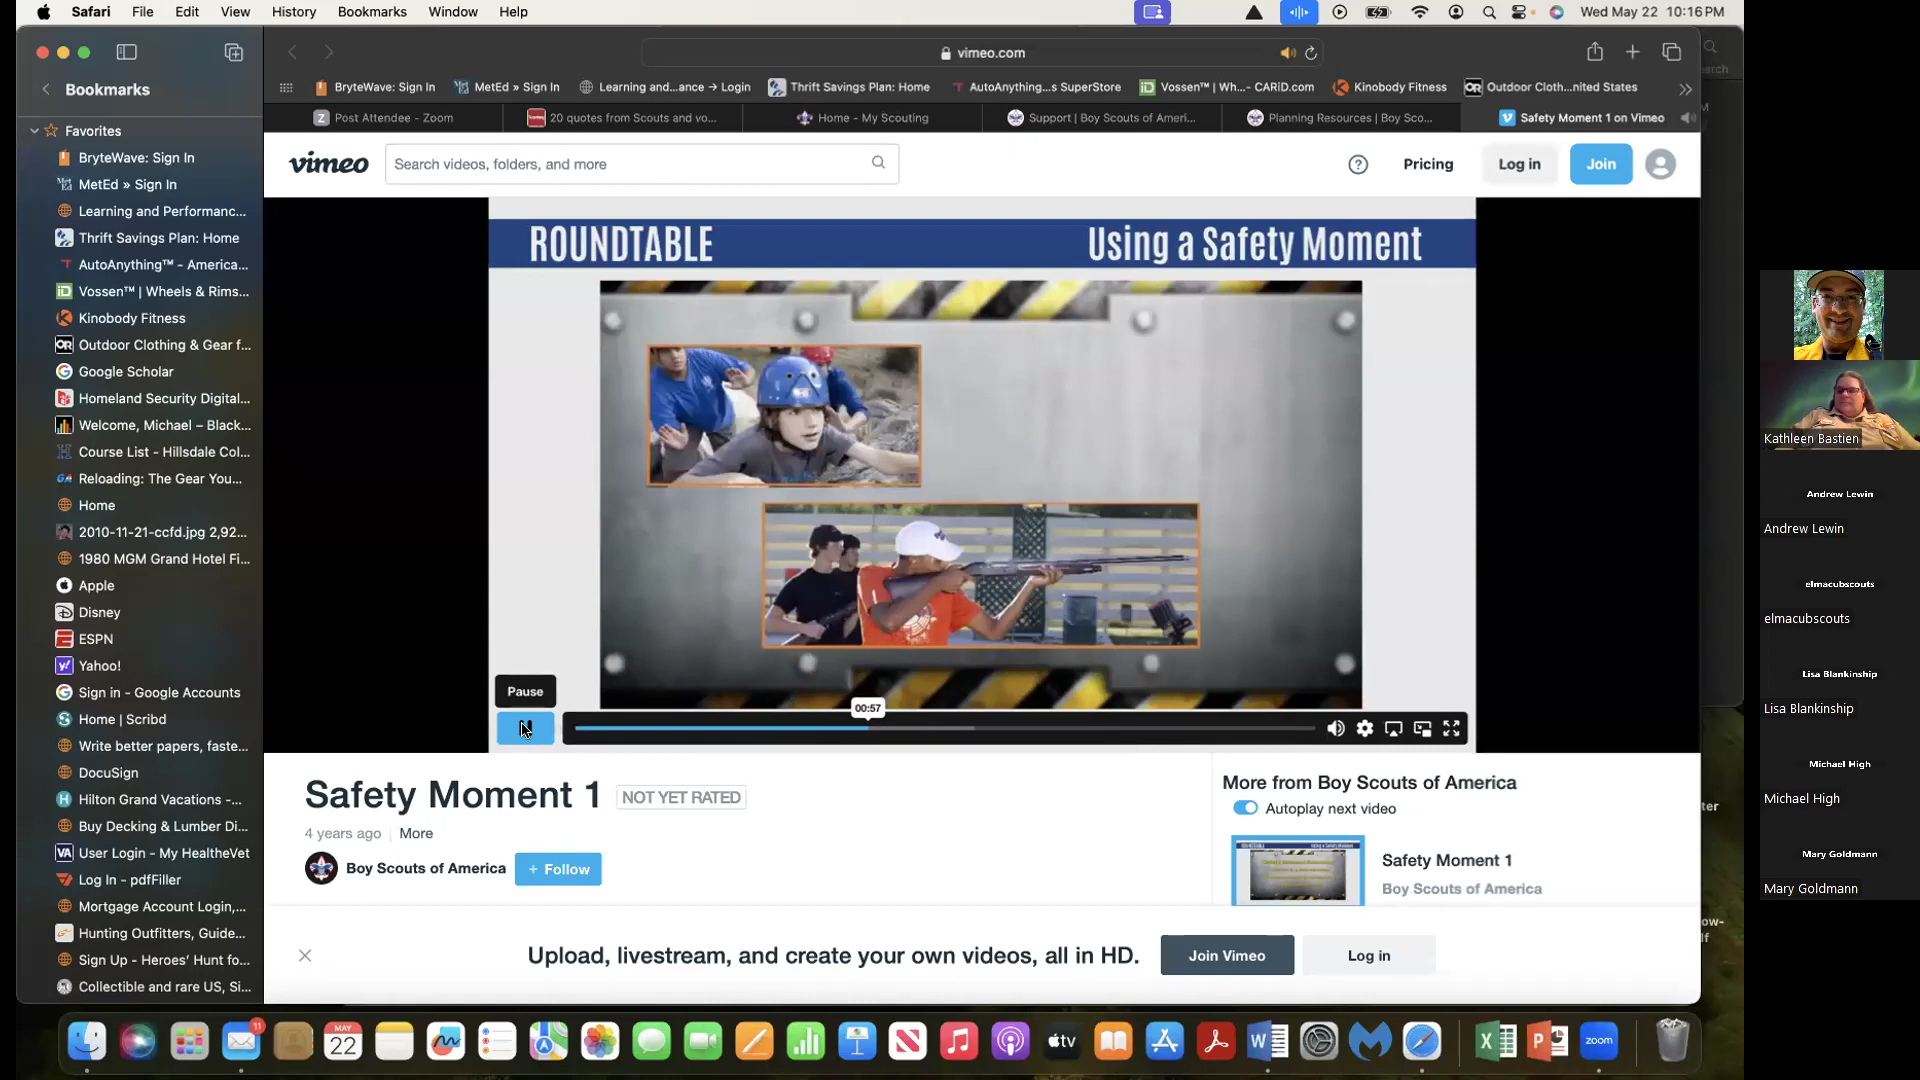 Safari File Edit View History Bookmarks Window Help Wed May 22 10:16 PM
Bookmarks
Favorites
BryteWave: Sign In
MetEd » Sign In
Learning and Performanc...
Thrift Savings Plan: Home
AutoAnything™ - America...
Vossen™ | Wheels & Rims...
Kinobody Fitness
Outdoor Clothing & Gear f...
Google Scholar
Homeland Security Digital...
Welcome, Michael – Black...
Course List - Hillsdale Col...
Reloading: The Gear You...
Home
2010-11-21-ccfd.jpg 2,92...
1980 MGM Grand Hotel Fi...
Apple
Disney
ESPN
Yahoo!
Sign in - Google Accounts
Home | Scribd
Write better papers, faste...
DocuSign
Hilton Grand Vacations -...
Buy Decking & Lumber Di...
User Login - My HealtheVet
Log In - pdfFiller
Mortgage Account Login,...
Hunting Outfitters, Guide...
Sign Up - Heroes' Hunt fo...
Collectible and rare US, Si...
vimeo.com
BryteWave: Sign In MetEd » Sign In Learning and...ance → Login Thrift Savings Plan: Home AutoAnything...s SuperStore Vossen™ | Wh...- CARiD.com Kinobody Fitness Outdoor Cloth...nited States
Post Attendee - Zoom 20 quotes from Scouts and vo... Home - My Scouting Support | Boy Scouts of Ameri... Planning Resources | Boy Sco... Safety Moment 1 on Vimeo
vimeo Search videos, folders, and more Pricing Log in Join
ROUNDTABLE Using a Safety Moment
Pause
00:57
Safety Moment 1 NOT YET RATED
4 years ago More
Boy Scouts of America + Follow
More from Boy Scouts of America
Autoplay next video
Safety Moment 1
Boy Scouts of America
Upload, livestream, and create your own videos, all in HD. Join Vimeo Log in
Kathleen Bastien
Andrew Lewin
Andrew Lewin
elmacubscouts
elmacubscouts
Lisa Blankinship
Lisa Blankinship
Michael High
Michael High
Mary Goldmann
Mary Goldmann
11
MAY
22
tv
zoom